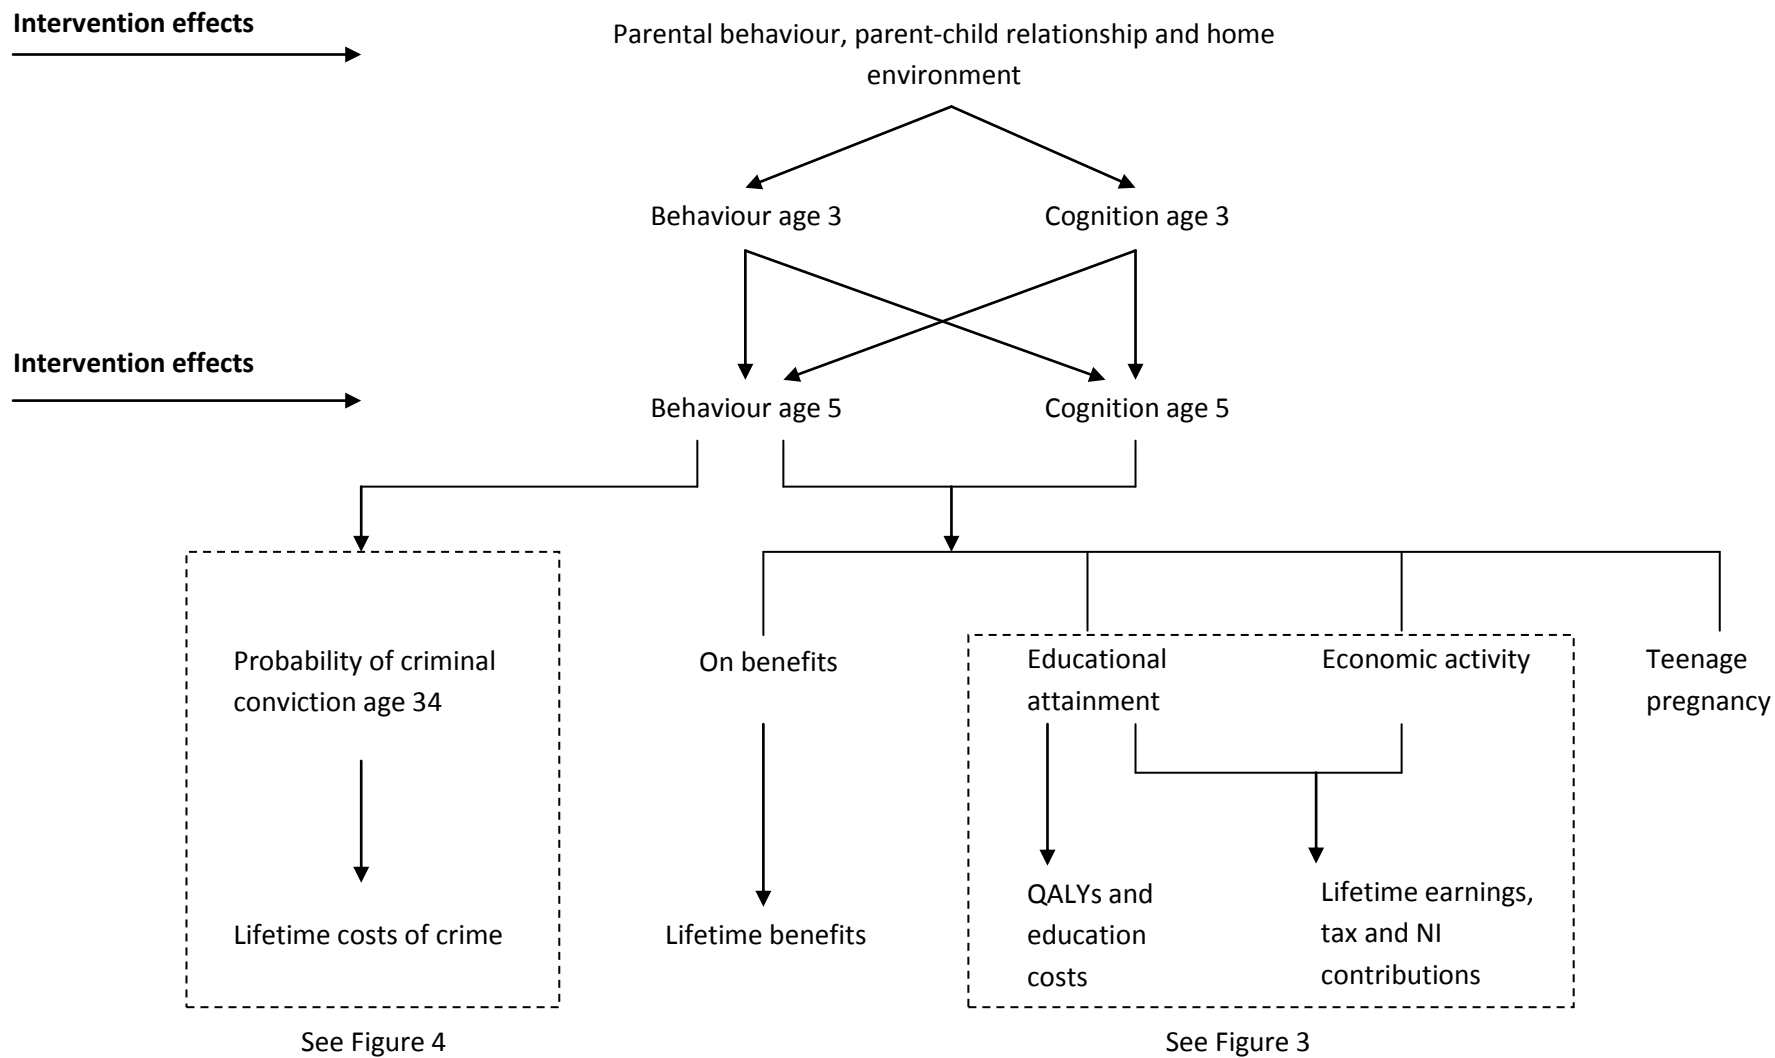 Intervention effects
Parental behaviour, parent-child relationship and home
environment
Behaviour age 3
Cognition age 3
Intervention effects
Behaviour age 5
Cognition age 5
Probability of criminal
conviction age 34
On benefits
Educational
attainment
Economic activity
Teenage
pregnancy
Lifetime costs of crime
Lifetime benefits
QALYs and
education
costs
Lifetime earnings,
tax and NI
contributions
See Figure 4
See Figure 3